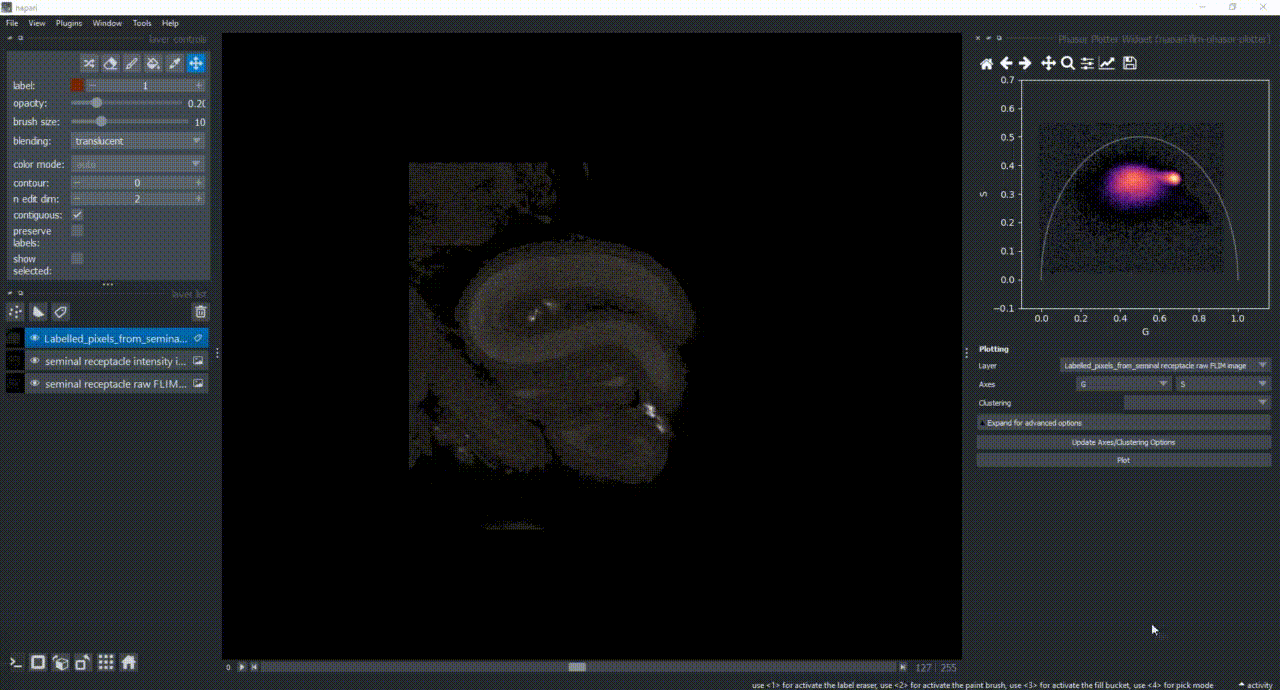 napari
File View Plugins Window Tools Help
layer controls
label: 1
opacity: 0.2(
brush size: 10
blending: translucent
color mode: auto
contour: 0
n edit dim: 2
contiguous:
preserve
labels:
show
selected:
layer list
Labelled_pixels_from_semina...
seminal receptacle intensity i...
seminal receptacle raw FLIM...
0 127 | 255
Phasor Plotter Widget (napari-flim-phasor-plotter)
0.7
0.6
0.5
0.4
0.3
0.2
0.1
0.0
−0.1
S
0.0 0.2 0.4 0.6 0.8 1.0
G
Plotting
Layer Labelled_pixels_from_seminal receptacle raw FLIM image
Axes G S
Clustering
Expand for advanced options
Update Axes/Clustering Options
Plot
use <1> for activate the label eraser, use <2> for activate the paint brush, use <3> for activate the fill bucket, use <4> for pick mode activity